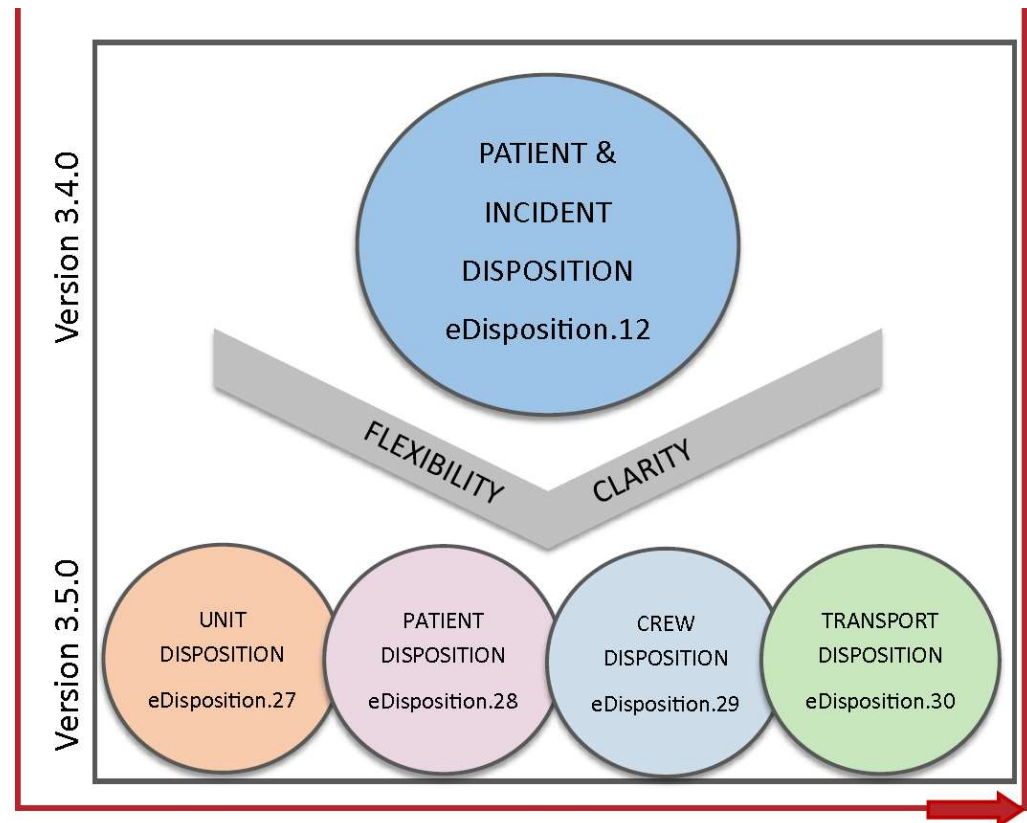 Version 3.4.0
PATIENT &
INCIDENT
DISPOSITION
eDisposition.12
FLEXIBILITY
CLARITY
Version 3.5.0
UNIT
DISPOSITION
eDisposition.27
PATIENT
DISPOSITION
eDisposition.28
CREW
DISPOSITION
eDisposition.29
TRANSPORT
DISPOSITION
eDisposition.30